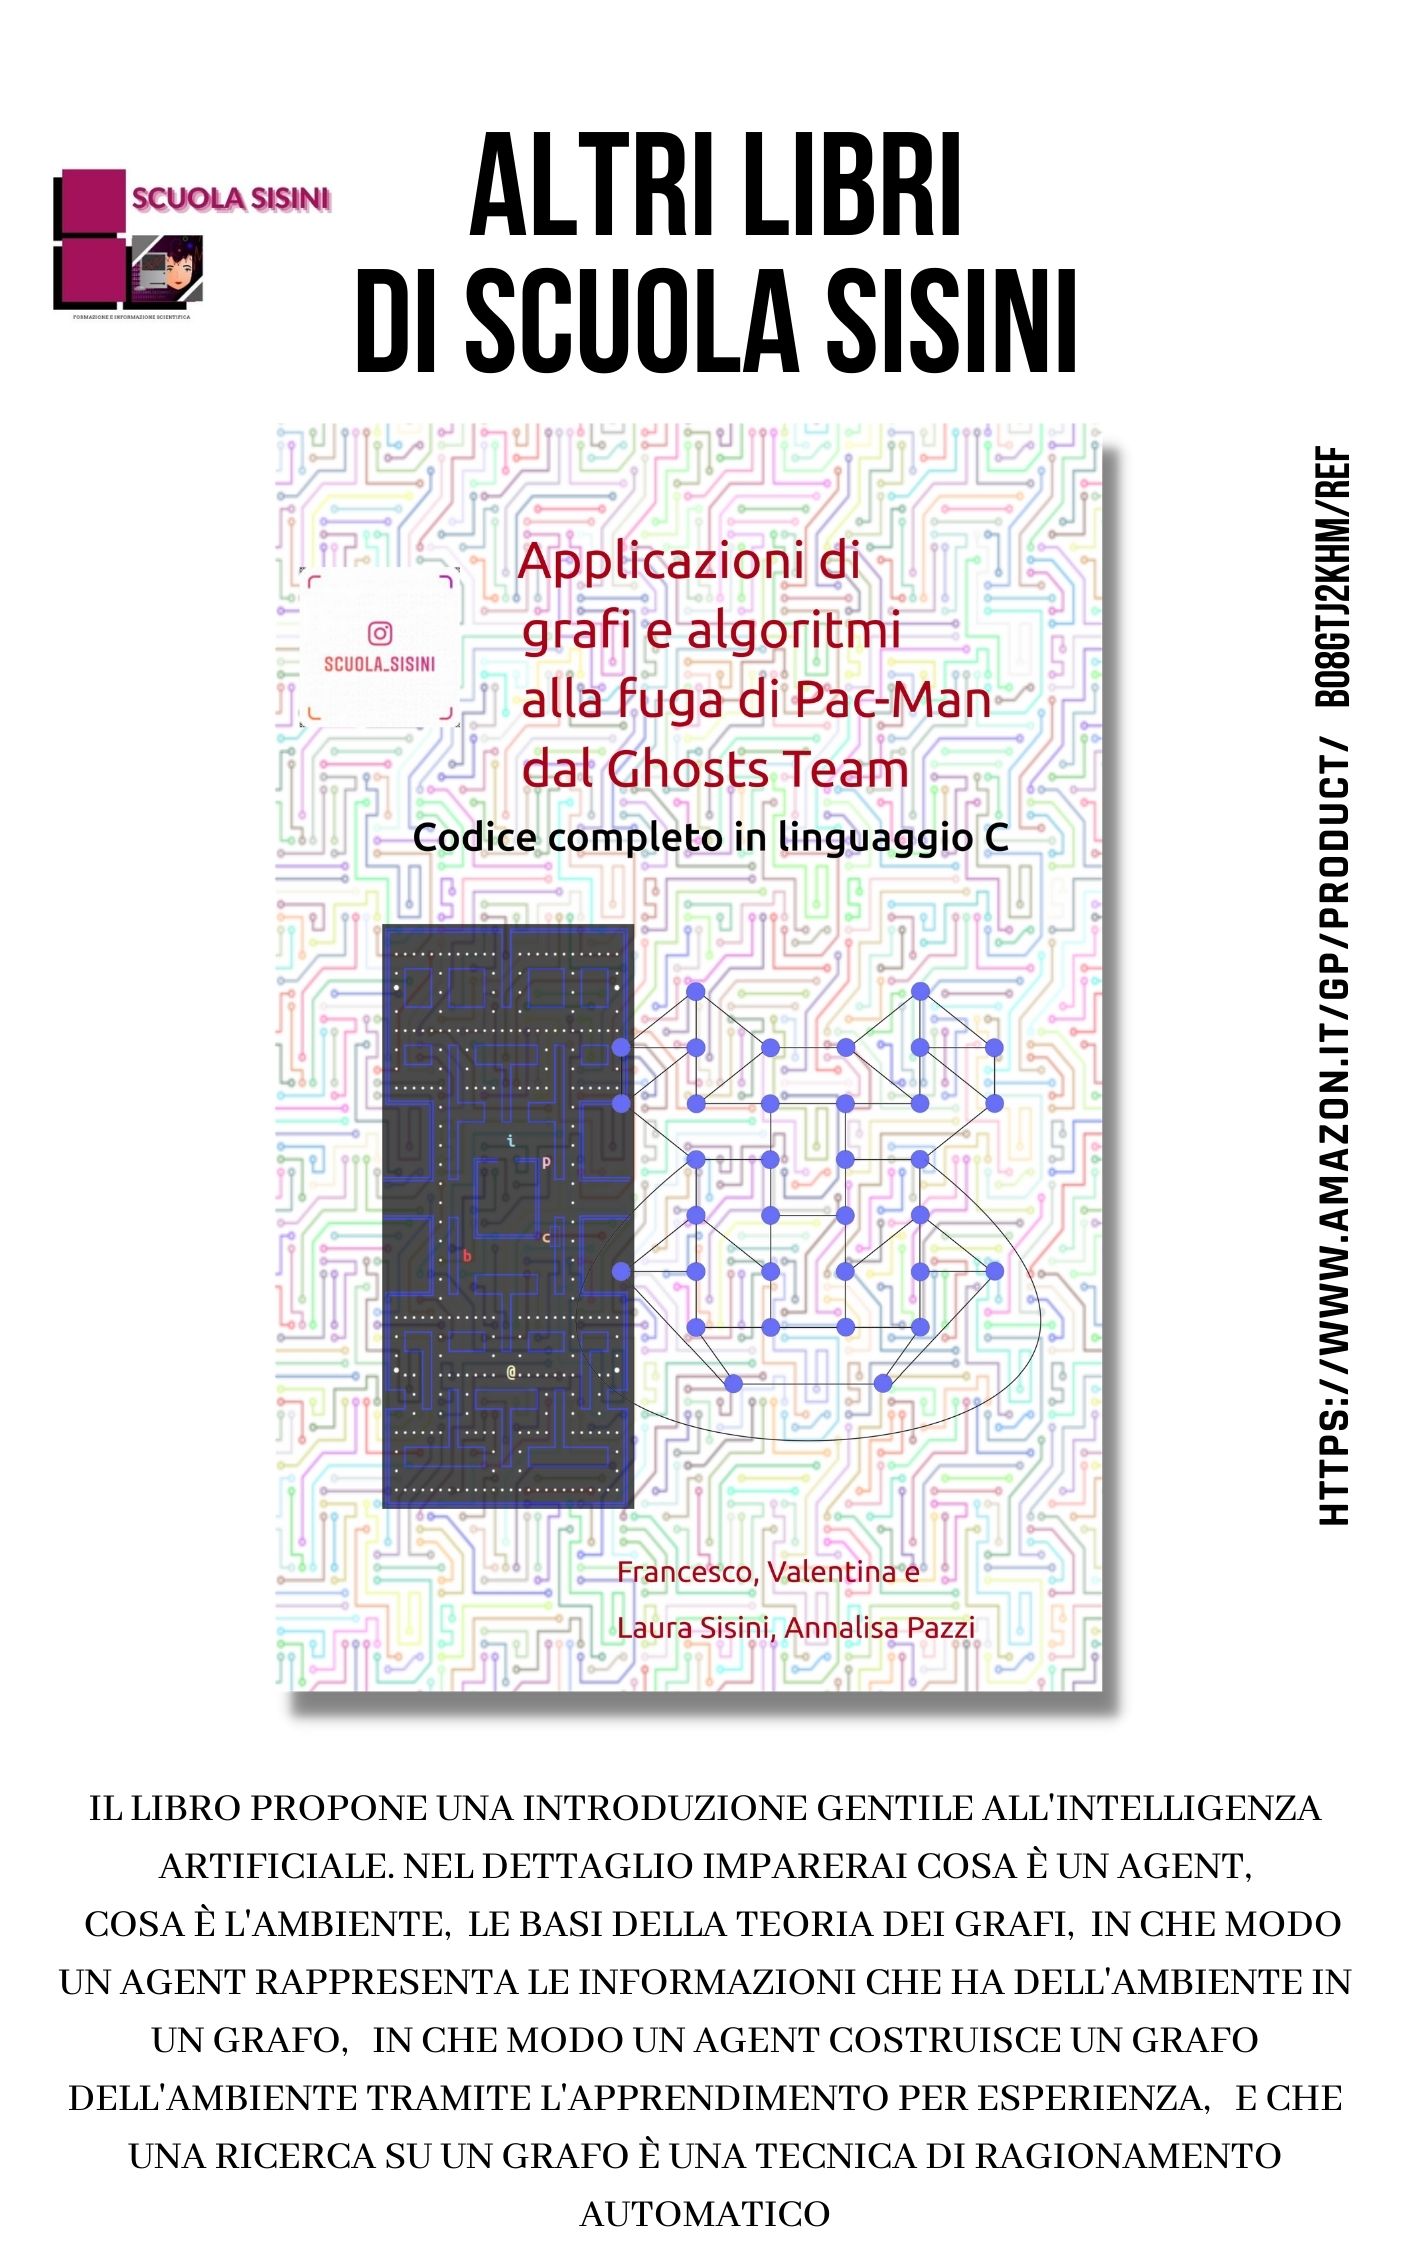 ALTRI LIBRI
DI SCUOLA SISINI
SCUOLA SISINI
FORMAZIONE E INFORMAZIONE SCIENTIFICA
Applicazioni di
grafi e algoritmi
alla fuga di Pac-Man
dal Ghosts Team
SCUOLA_SISINI
Codice completo in linguaggio C
i
p
c
b
@
Francesco, Valentina e
Laura Sisini, Annalisa Pazzi
HTTPS://WWW.AMAZON.IT/GP/PRODUCT/ B08GTJ2KHM/REF
IL LIBRO PROPONE UNA INTRODUZIONE GENTILE ALL'INTELLIGENZA
ARTIFICIALE. NEL DETTAGLIO IMPARERAI COSA È UN AGENT,
COSA È L'AMBIENTE, LE BASI DELLA TEORIA DEI GRAFI, IN CHE MODO
UN AGENT RAPPRESENTA LE INFORMAZIONI CHE HA DELL'AMBIENTE IN
UN GRAFO, IN CHE MODO UN AGENT COSTRUISCE UN GRAFO
DELL'AMBIENTE TRAMITE L'APPRENDIMENTO PER ESPERIENZA, E CHE
UNA RICERCA SU UN GRAFO È UNA TECNICA DI RAGIONAMENTO
AUTOMATICO